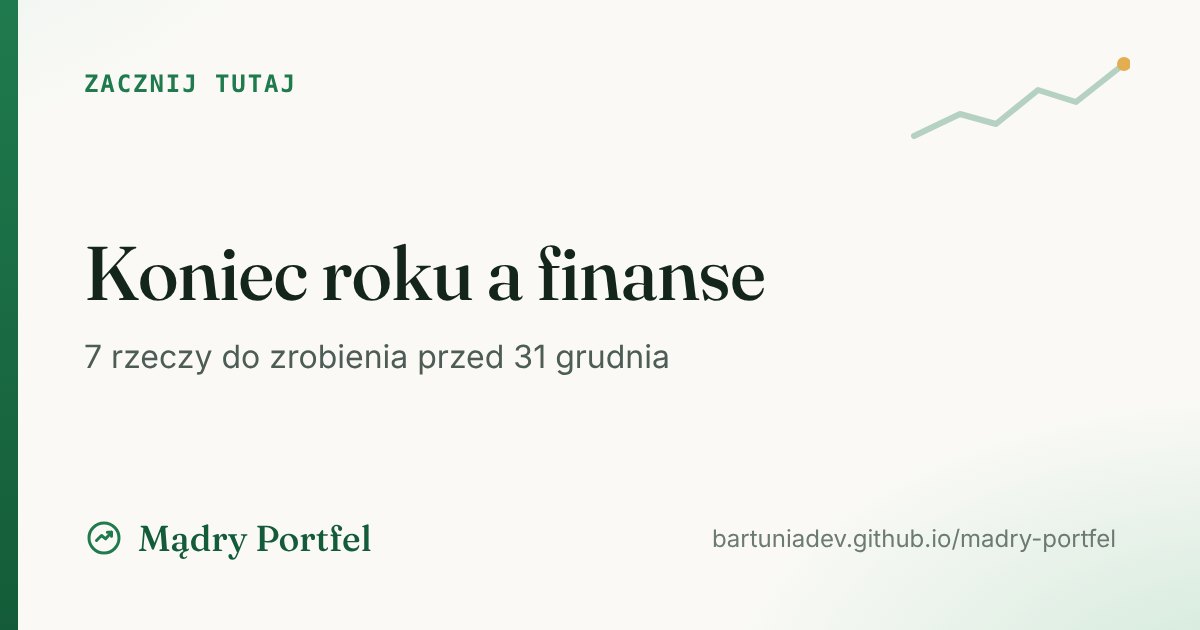 ZACZNIJ TUTAJ
Koniec roku a finanse
7 rzeczy do zrobienia przed 31 grudnia
Mądry Portfel
bartuniadev.github.io/madry-portfel